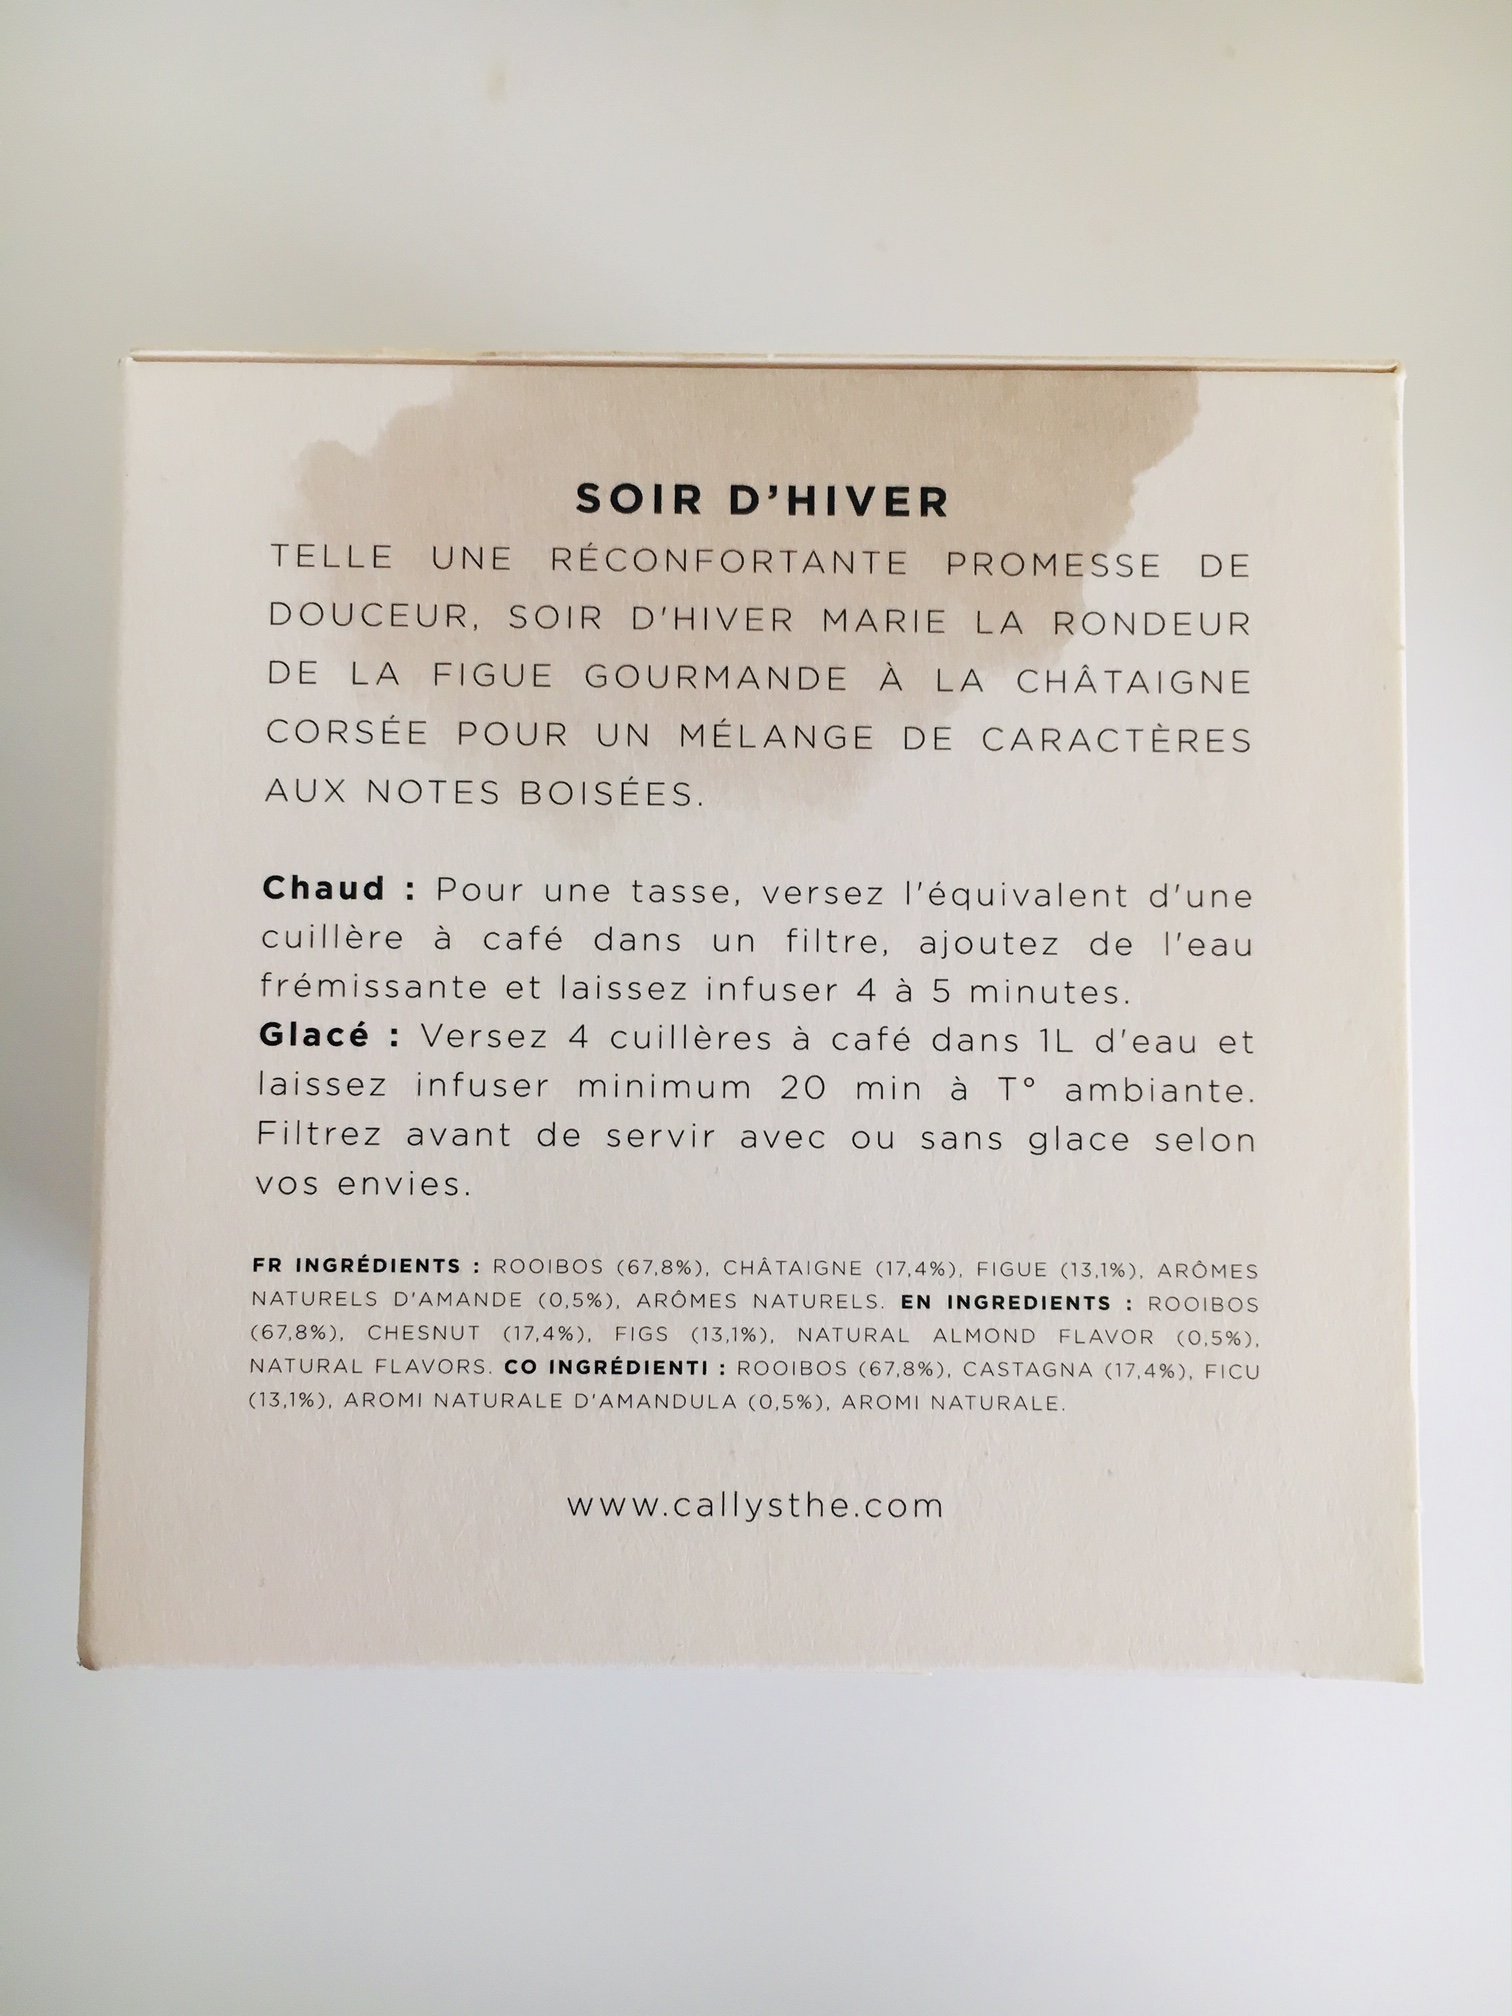 SOIR D'HIVER
TELLE UNE RÉCONFORTANTE PROMESSE DE
DOUCEUR, SOIR D'HIVER MARIE LA RONDEUR
DE LA FIGUE GOURMANDE À LA CHÂTAIGNE
CORSÉE POUR UN MÉLANGE DE CARACTÈRES
AUX NOTES BOISÉES.
Chaud : Pour une tasse, versez l'équivalent d'une
cuillère à café dans un filtre, ajoutez de l'eau
frémissante et laissez infuser 4 à 5 minutes.
Glacé : Versez 4 cuillères à café dans 1L d'eau et
laissez infuser minimum 20 min à T° ambiante.
Filtrez avant de servir avec ou sans glace selon
vos envies.
FR INGRÉDIENTS : ROOIBOS (67,8%), CHÂTAIGNE (17,4%), FIGUE (13,1%), ARÔMES
NATURELS D'AMANDE (0,5%), ARÔMES NATURELS. EN INGREDIENTS : ROOIBOS
(67,8%), CHESNUT (17,4%), FIGS (13,1%), NATURAL ALMOND FLAVOR (0,5%),
NATURAL FLAVORS. CO INGRÉDIENTI : ROOIBOS (67,8%), CASTAGNA (17,4%), FICU
(13,1%), AROMI NATURALE D'AMANDULA (0,5%), AROMI NATURALE.
www.callysthe.com